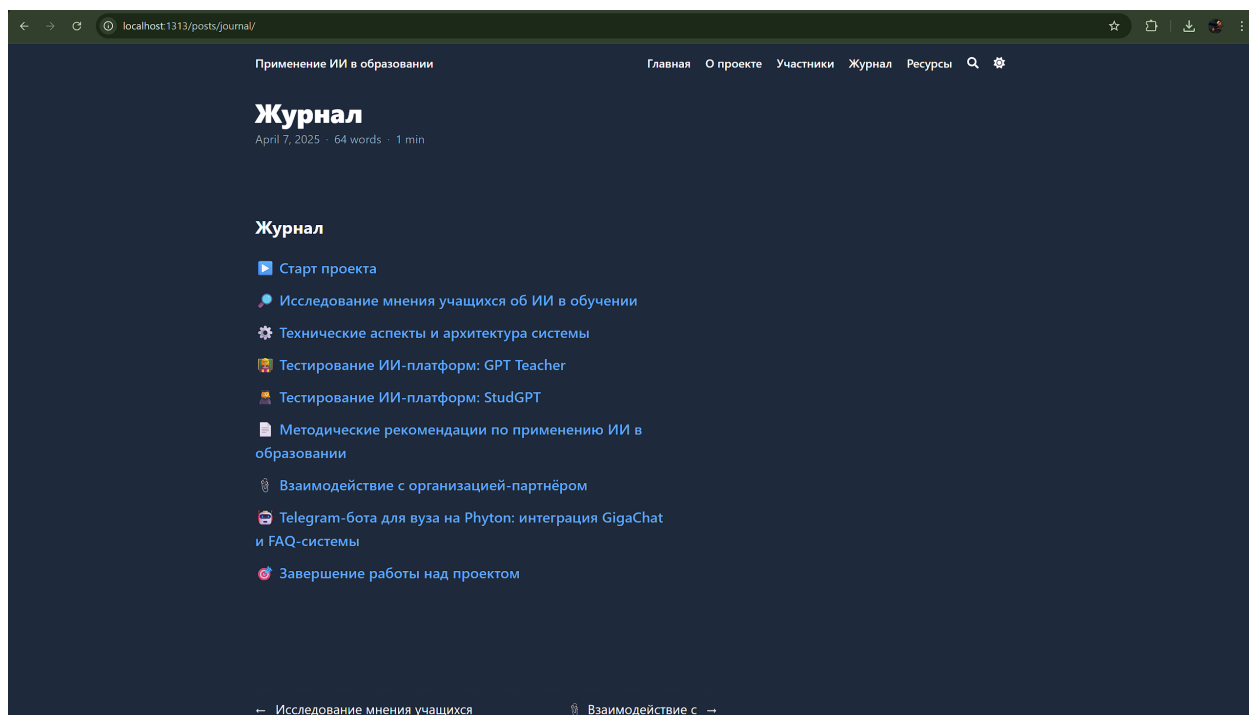 localhost:1313/posts/journal/
Применение ИИ в образовании
Главная О проекте Участники Журнал Ресурсы
Журнал
April 7, 2025 · 64 words · 1 min
Журнал
Старт проекта
Исследование мнения учащихся об ИИ в обучении
Технические аспекты и архитектура системы
Тестирование ИИ-платформ: GPT Teacher
Тестирование ИИ-платформ: StudGPT
Методические рекомендации по применению ИИ в
образовании
Взаимодействие с организацией-партнёром
Telegram-бота для вуза на Phyton: интеграция GigaChat
и FAQ-системы
Завершение работы над проектом
← Исследование мнения учащихся
Взаимодействие с →